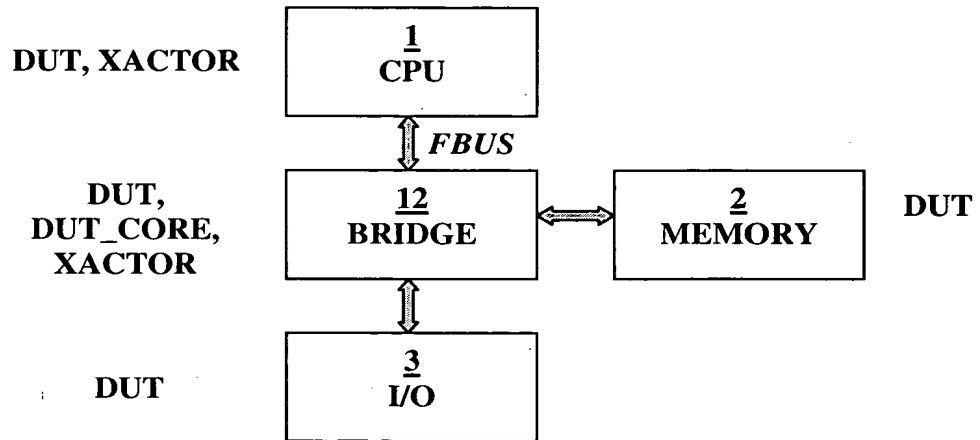 1
DUT, XACTOR
CPU
FBUS
DUT,
DUT_CORE,
XACTOR
12
BRIDGE
2
MEMORY
DUT
3
DUT
I/O